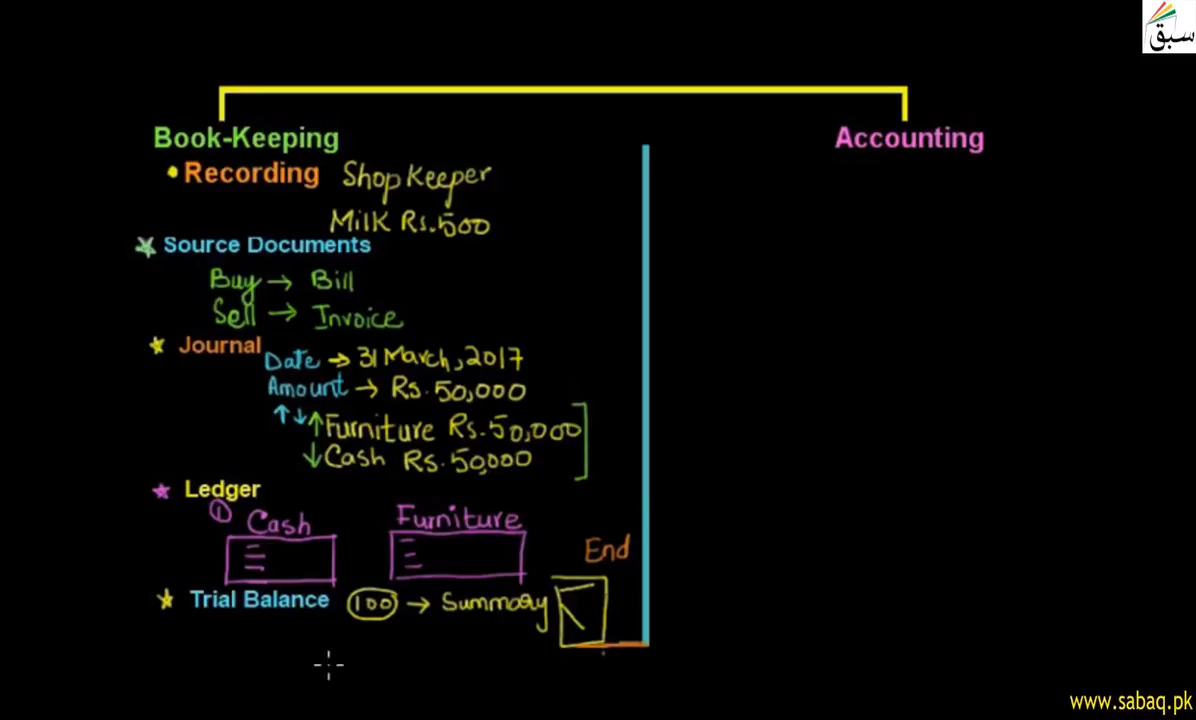 سبق
Book-Keeping
Accounting
• Recording Shop Keeper
Milk Rs.500
Source Documents
Buy → Bill
Sell → Invoice
Journal
Date → 31 March, 2017
Amount → Rs. 50,000
↑↓↑Furniture Rs.50,000
↓Cash Rs.50,000
Ledger
① Cash
Furniture
End
Trial Balance 100 → Summary
www.sabaq.pk